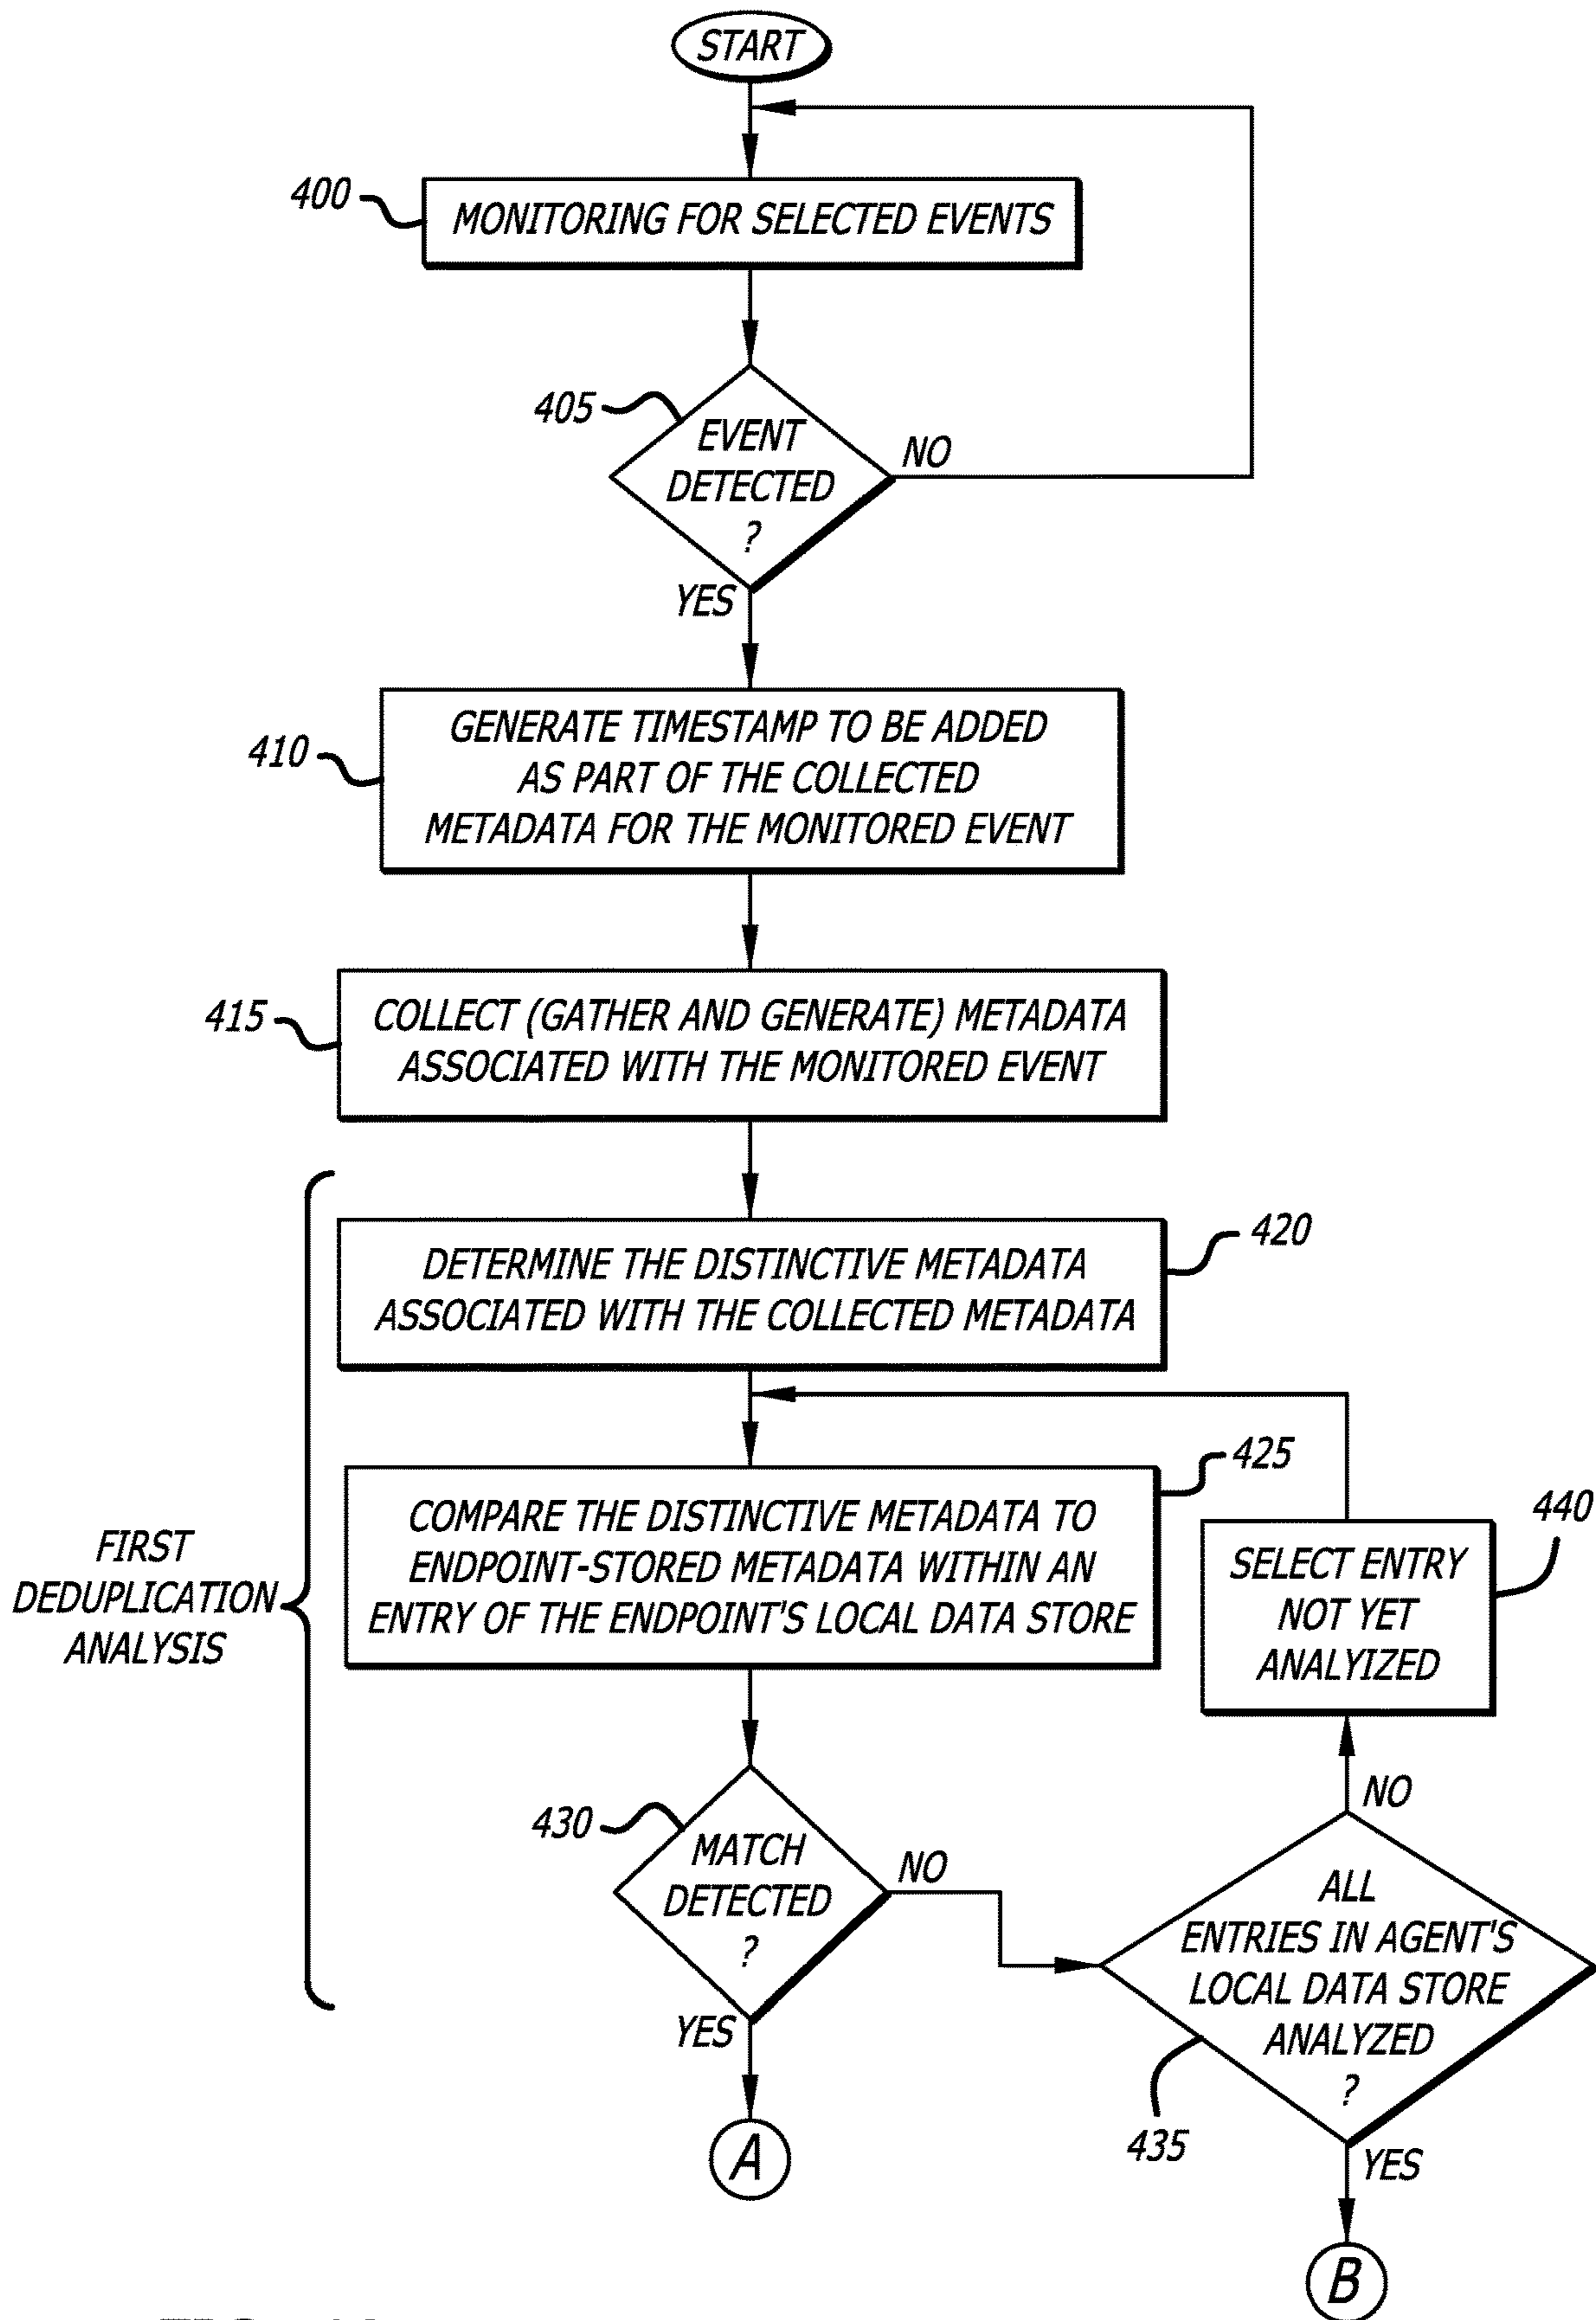 START
400
MONITORING FOR SELECTED EVENTS
405
EVENT
DETECTED
?
NO
YES
410
GENERATE TIMESTAMP TO BE ADDED
AS PART OF THE COLLECTED
METADATA FOR THE MONITORED EVENT
415
COLLECT (GATHER AND GENERATE) METADATA
ASSOCIATED WITH THE MONITORED EVENT
420
DETERMINE THE DISTINCTIVE METADATA
ASSOCIATED WITH THE COLLECTED METADATA
425
COMPARE THE DISTINCTIVE METADATA TO
ENDPOINT-STORED METADATA WITHIN AN
ENTRY OF THE ENDPOINT'S LOCAL DATA STORE
440
SELECT ENTRY
NOT YET
ANALYIZED
FIRST
DEDUPLICATION
ANALYSIS
430
MATCH
DETECTED
?
NO
YES
NO
ALL
ENTRIES IN AGENT'S
LOCAL DATA STORE
ANALYZED
?
435
YES
A
B